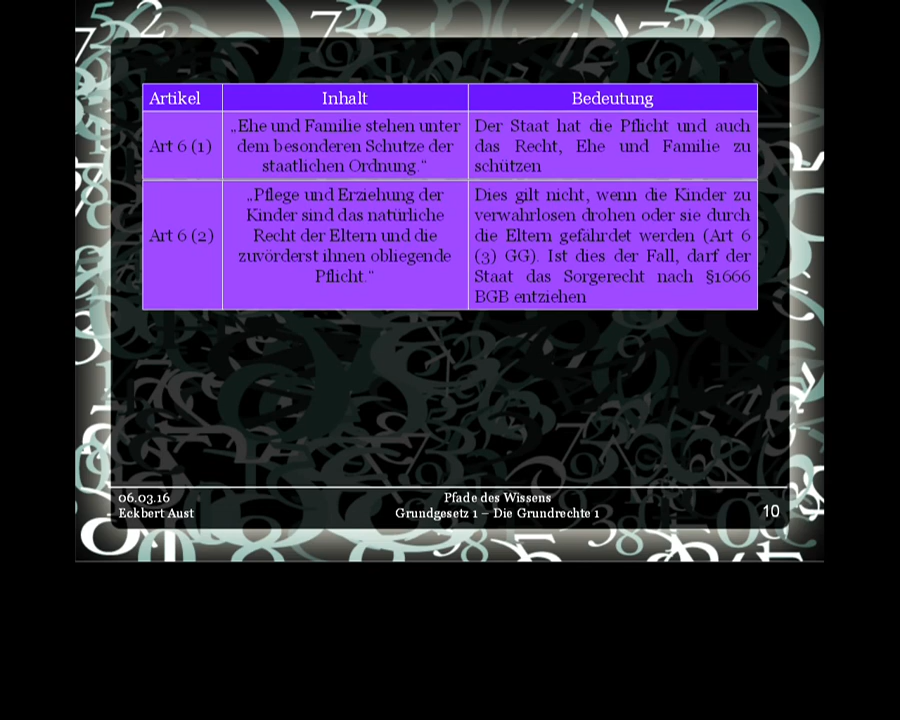 Artikel Inhalt Bedeutung
Art 6 (1)
„Ehe und Familie stehen unter
dem besonderen Schutze der
staatlichen Ordnung.“
Der Staat hat die Pflicht und auch
das Recht, Ehe und Familie zu
schützen
Art 6 (2)
„Pflege und Erziehung der
Kinder sind das natürliche
Recht der Eltern und die
zuvörderst ihnen obliegende
Pflicht.“
Dies gilt nicht, wenn die Kinder zu
verwahrlosen drohen oder sie durch
die Eltern gefährdet werden (Art 6
(3) GG). Ist dies der Fall, darf der
Staat das Sorgerecht nach §1666
BGB entziehen
06.03.16
Eckbert Aust
Pfade des Wissens
Grundgesetz 1 – Die Grundrechte 1
10